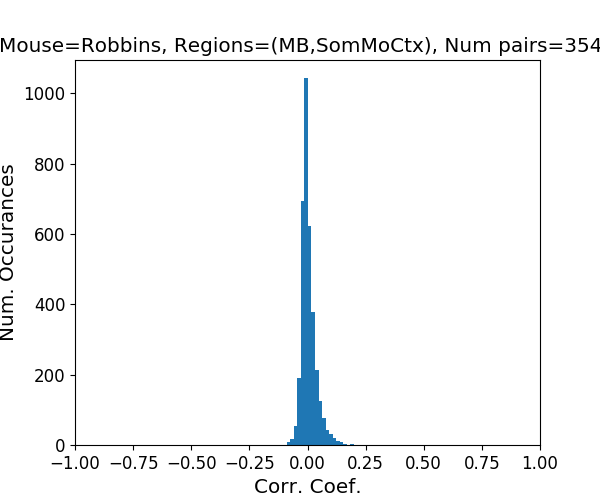 Mouse=Robbins, Regions=(MB,SomMoCtx), Num pairs=354
Num. Occurances
1000
800
600
400
200
0
−1.00 −0.75 −0.50 −0.25 0.00 0.25 0.50 0.75 1.00
Corr. Coef.